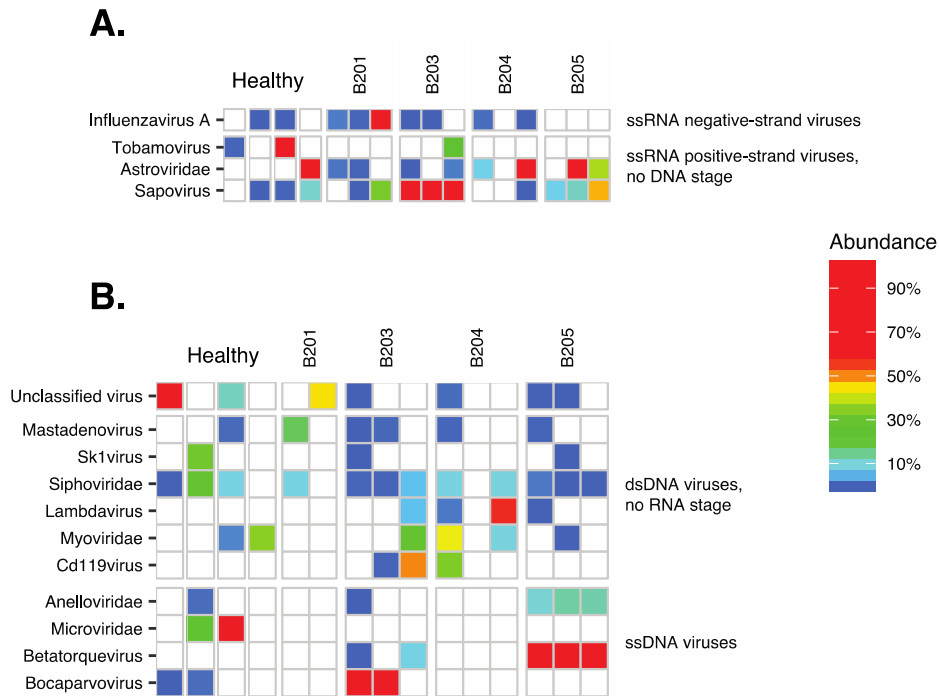 A.
Healthy
B201
B203
B204
B205
Influenzavirus A
ssRNA negative-strand viruses
Tobamovirus
Astroviridae
Sapovirus
ssRNA positive-strand viruses,
no DNA stage
Abundance
90%
70%
50%
30%
10%
B.
Healthy
B201
B203
B204
B205
Unclassified virus
Mastadenovirus
Sk1virus
Siphoviridae
Lambdavirus
Myoviridae
Cd119virus
dsDNA viruses,
no RNA stage
Anelloviridae
Microviridae
Betatorquevirus
Bocaparvovirus
ssDNA viruses